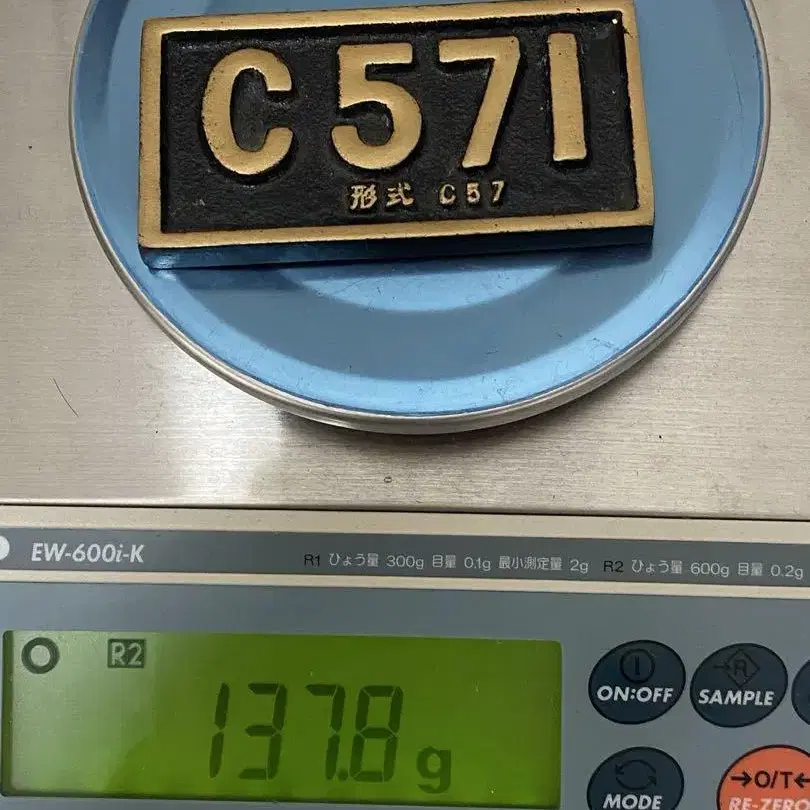 C571
形式 C57
EW-600i-K
R1 ひょう量 300g 目量 0.1g 最小測定量 2g R2 ひょう量 600g 目量 0.2g
R2
137.8 g
ON:OFF
→R
SAMPLE
MODE
→O/T←
RE-ZERO